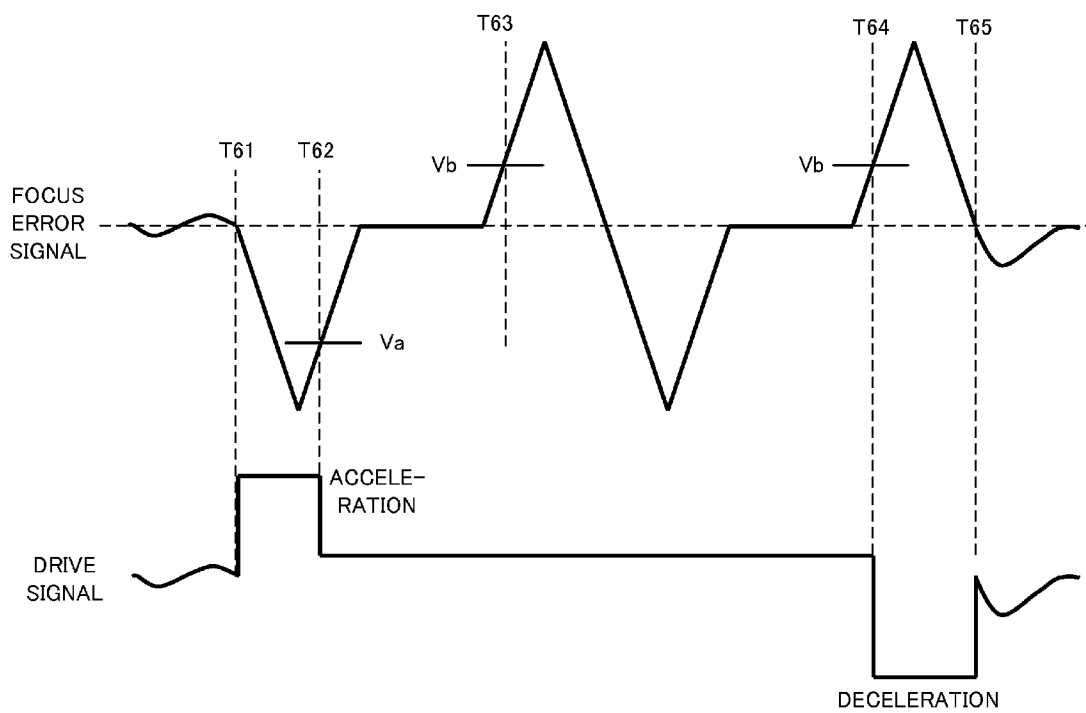 T63
T64
T65
T61
T62
Vb
Vb
FOCUS
ERROR
SIGNAL
Va
ACCELE-
RATION
DRIVE
SIGNAL
DECELERATION